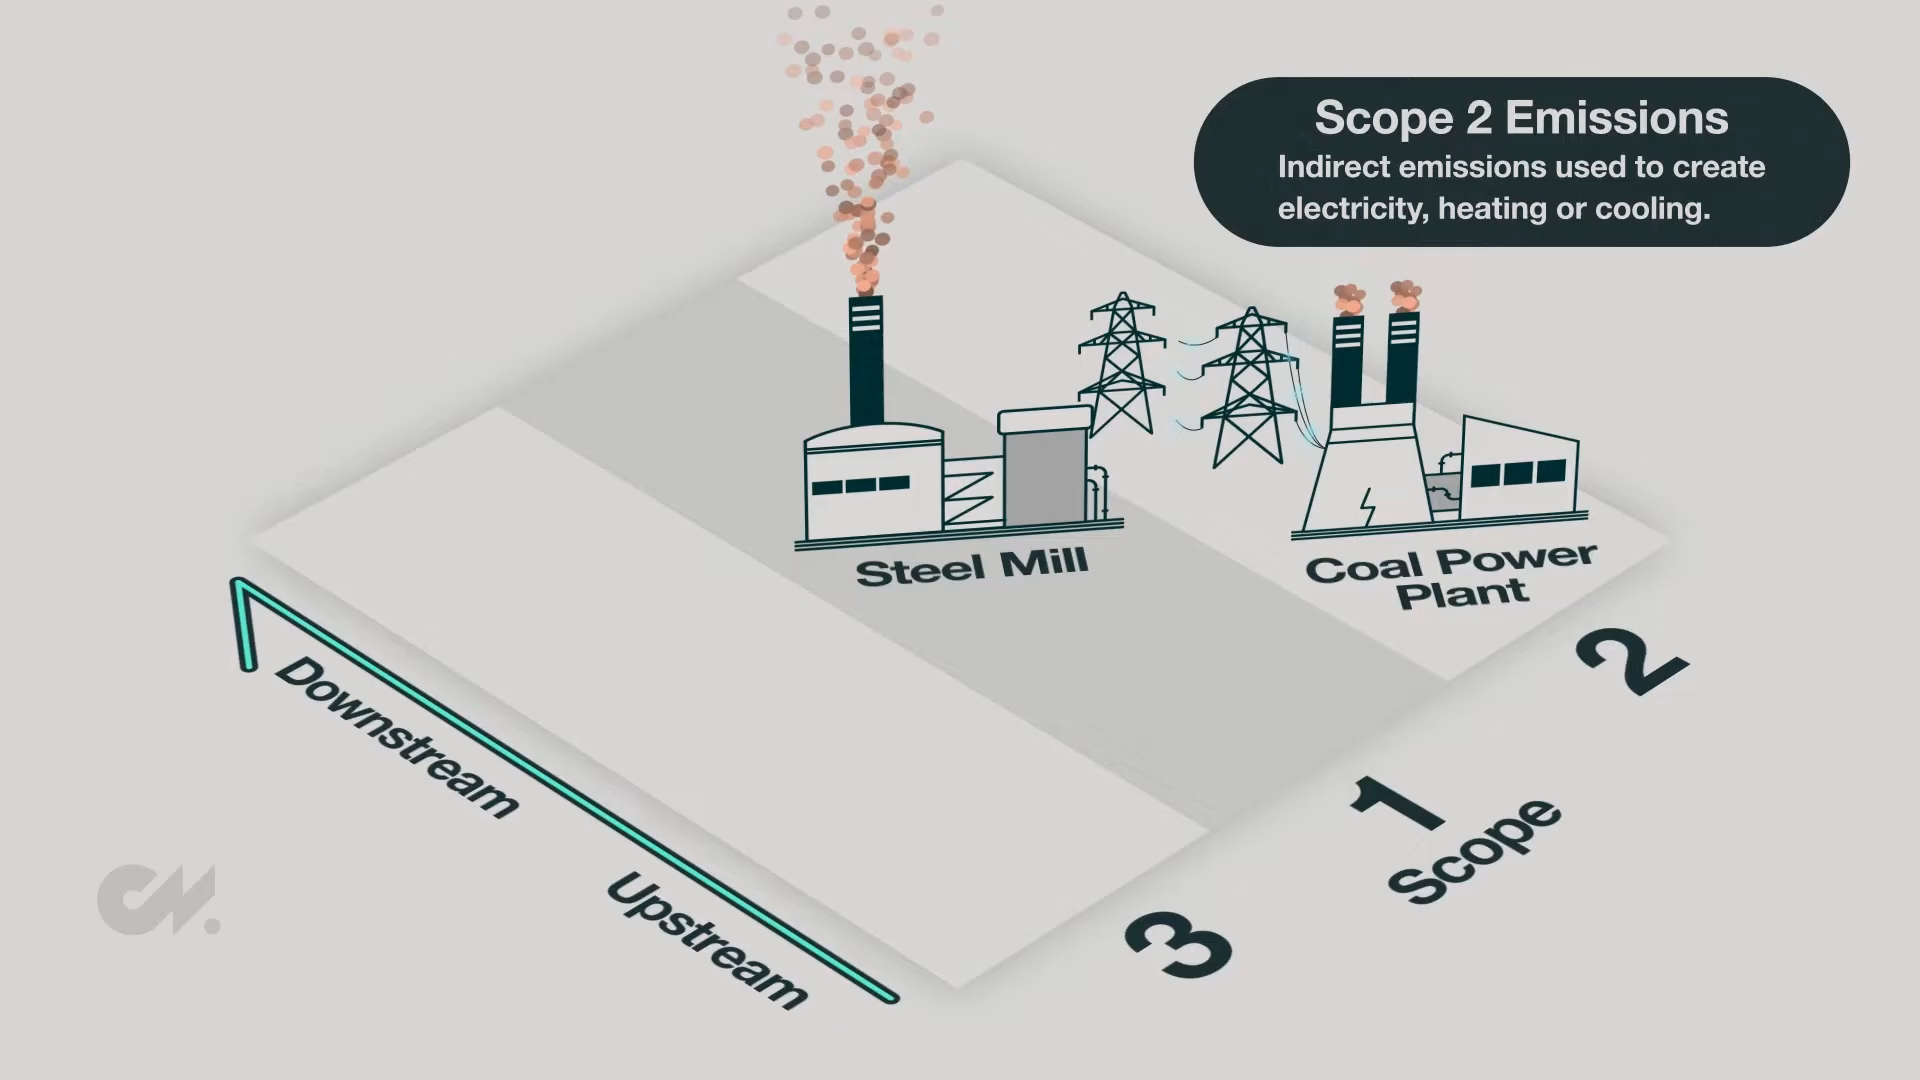 Scope 2 Emissions
Indirect emissions used to create
electricity, heating or cooling.
Steel Mill
Coal Power
Plant
2
1
Scope
3
Downstream
Upstream
CM.